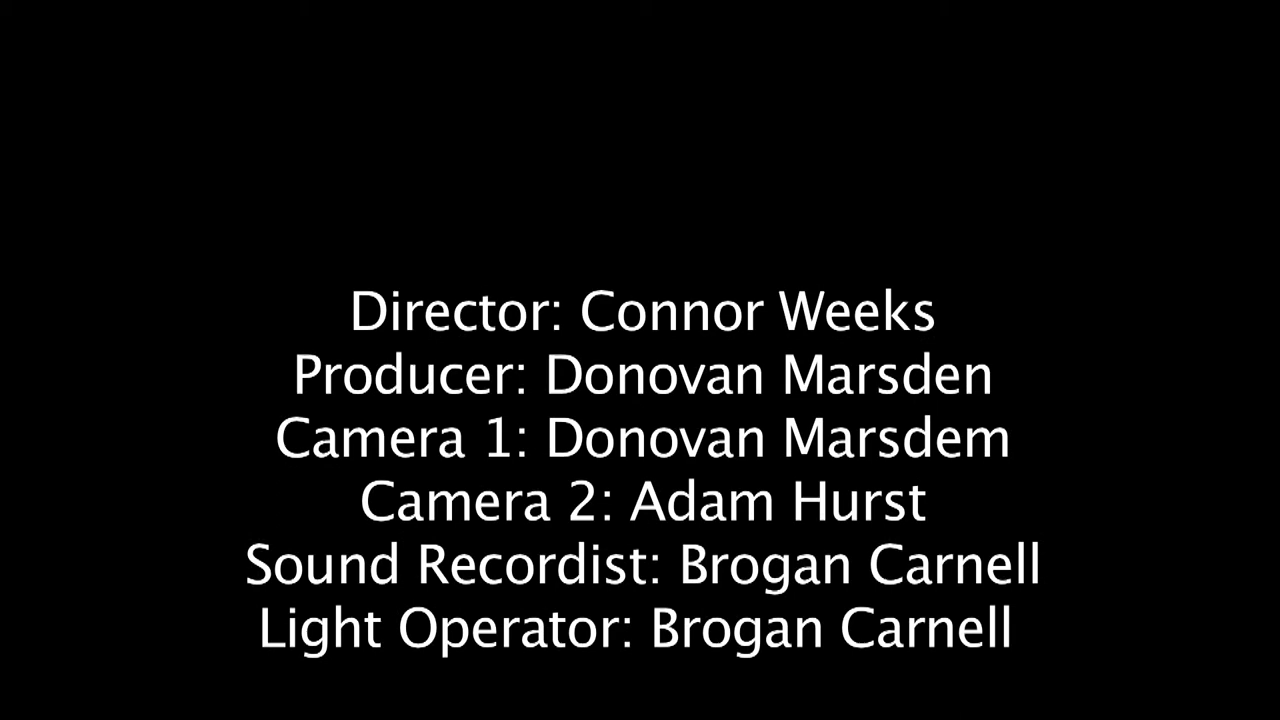 Director: Connor Weeks
Producer: Donovan Marsden
Camera 1: Donovan Marsdem
Camera 2: Adam Hurst
Sound Recordist: Brogan Carnell
Light Operator: Brogan Carnell